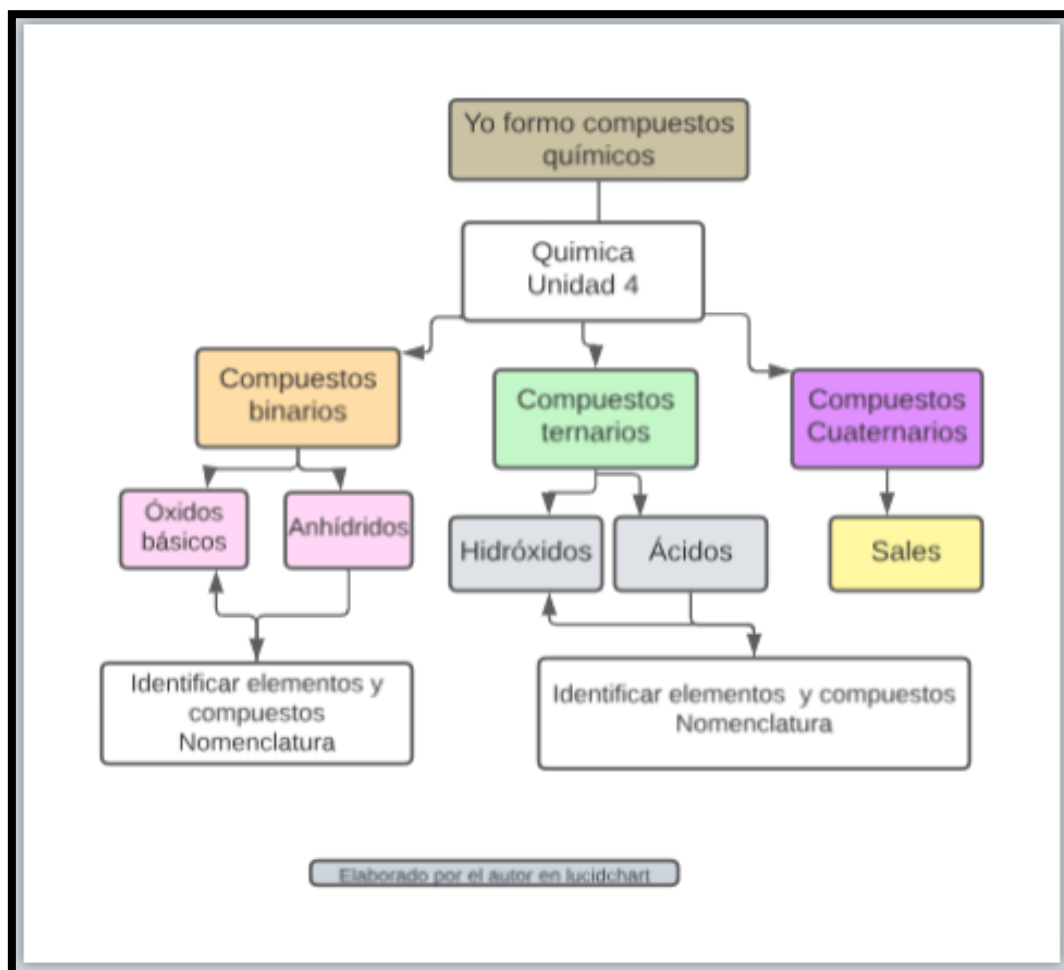 Yo formo compuestos
químicos
Quimica
Unidad 4
Compuestos
binarios
Compuestos
ternarios
Compuestos
Cuaternarios
Óxidos
básicos
Anhídridos
Hidróxidos
Ácidos
Sales
Identificar elementos y
compuestos
Nomenclatura
Identificar elementos y compuestos
Nomenclatura
Elaborado por el autor en lucidchart